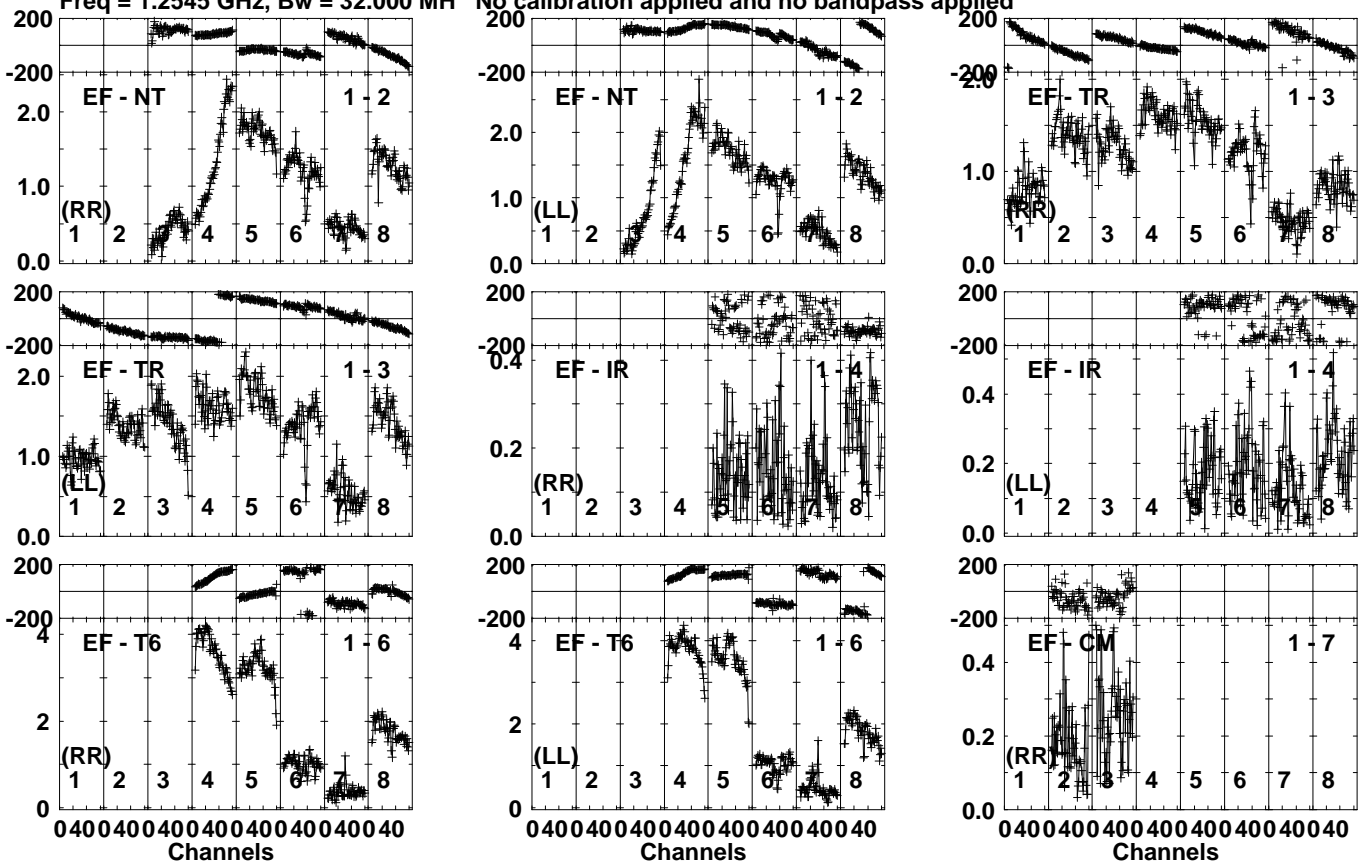 Freq = 1.2545 GHz, Bw = 32.000 MH No calibration applied and no bandpass applied
200
-200
EF - NT 1 - 2
2.0
1.0
(RR)
1 2 3 4 5 6 7 8
0.0
200
-200
EF - NT 1 - 2
2.0
1.0
(LL)
1 2 3 4 5 6 7 8
0.0
200
-200
2.0
EF - TR 1 - 3
1.0
(RR)
1 2 3 4 5 6 7 8
0.0
200
-200
EF - TR 1 - 3
2.0
1.0
(LL)
1 2 3 4 5 6 7 8
0.0
200
-200
0.4
EF - IR 1 - 4
0.2
(RR)
1 2 3 4 5 6 7 8
0.0
200
-200
EF - IR 1 - 4
0.4
0.2
(LL)
1 2 3 4 5 6 7 8
0.0
200
-200
EF - T6 1 - 6
4
2
(RR)
1 2 3 4 5 6 7 8
0
0 40 0 40 0 40 0 40 0 40 0 40 0 40 0 40
Channels
200
-200
EF - T6 1 - 6
4
2
(LL)
1 2 3 4 5 6 7 8
0
0 40 0 40 0 40 0 40 0 40 0 40 0 40 0 40
200
-200
EF - CM 1 - 7
0.4
0.2
(RR)
1 2 3 4 5 6 7 8
0.0
0 40 0 40 0 40 0 40 0 40 0 40 0 40 0 40
Channels